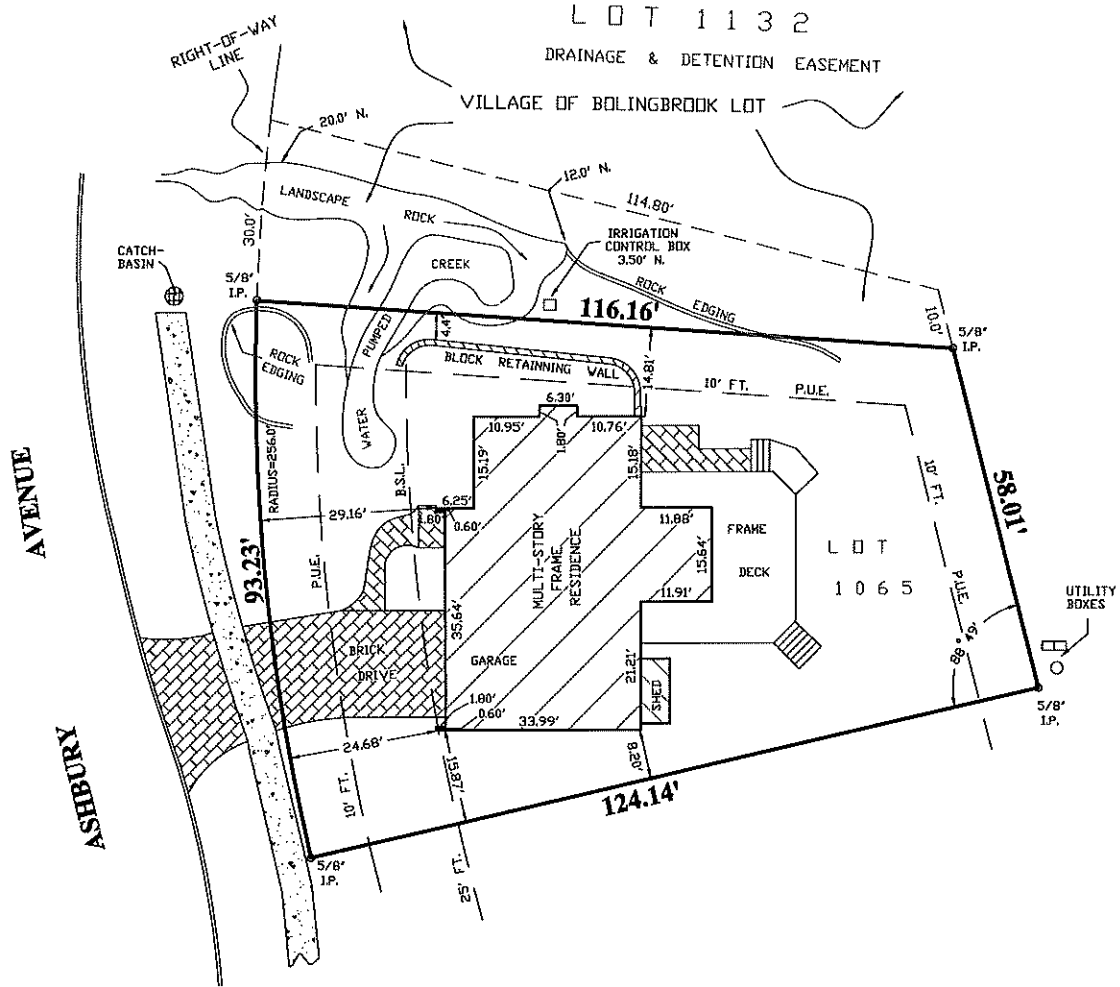 LOT 1132
DRAINAGE & DETENTION EASEMENT
VILLAGE OF BOLINGBROOK LOT
RIGHT-OF-WAY
LINE
20.0' N.
12.0' N.
114.80'
LANDSCAPE
ROCK
30.0'
CREEK
IRRIGATION
CONTROL BOX
3.50' N.
CATCH-
BASIN
5/8'
I.P.
116.16'
ROCK
EDGING
10.0'
5/8'
I.P.
4.4'
PUMPED
WATER
ROCK
EDGING
BLOCK RETAINNING WALL
14.81'
10' FT.
P.U.E.
6.30'
10.95'
1.80'
10.76'
RADIUS=256.0'
15.19'
15.18'
B.S.L.
10' FT.
58.01'
AVENUE
6.25'
29.16'
1.80'
0.60'
11.88'
FRAME
DECK
LOT
1065
MULTI-STORY
FRAME
RESIDENCE
15.64'
93.23'
P.U.E.
P.U.E.
11.91'
UTILITY
BOXES
35.64'
88° 49'
BRICK
DRIVE
GARAGE
21.21'
SHED
1.80'
0.60'
33.99'
5/8'
I.P.
24.68'
15.87'
8.20'
ASHBURY
10' FT.
124.14'
5/8'
I.P.
25' FT.